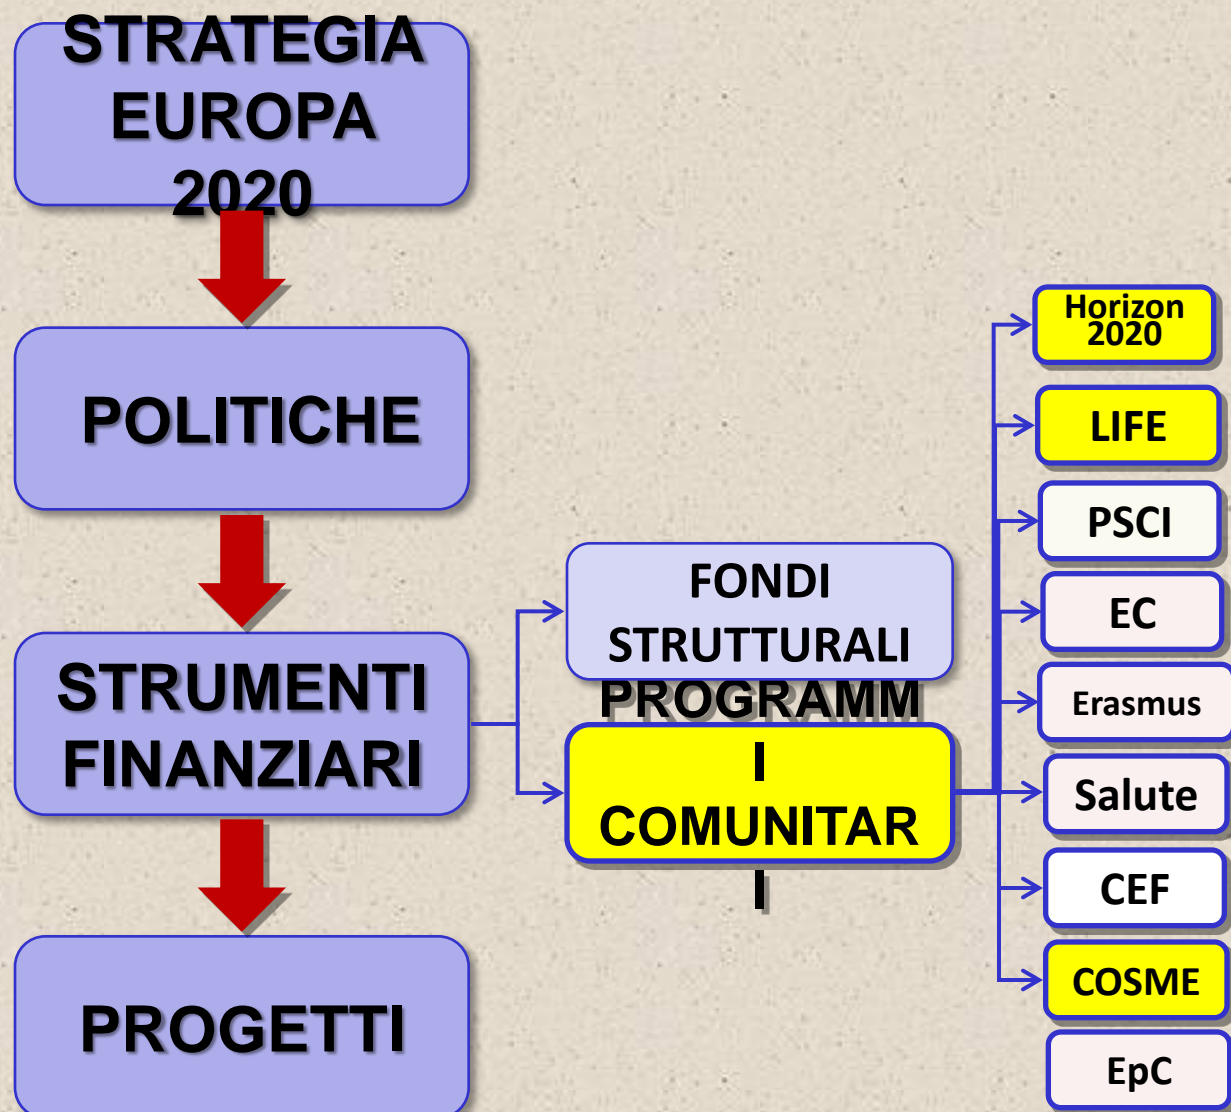 STRATEGIA
EUROPA
2020
POLITICHE
STRUMENTI
FINANZIARI
PROGETTI
FONDI
STRUTTURALI
PROGRAMM
I
COMUNITAR
I
Horizon
2020
LIFE
PSCI
EC
Erasmus
Salute
CEF
COSME
EpC